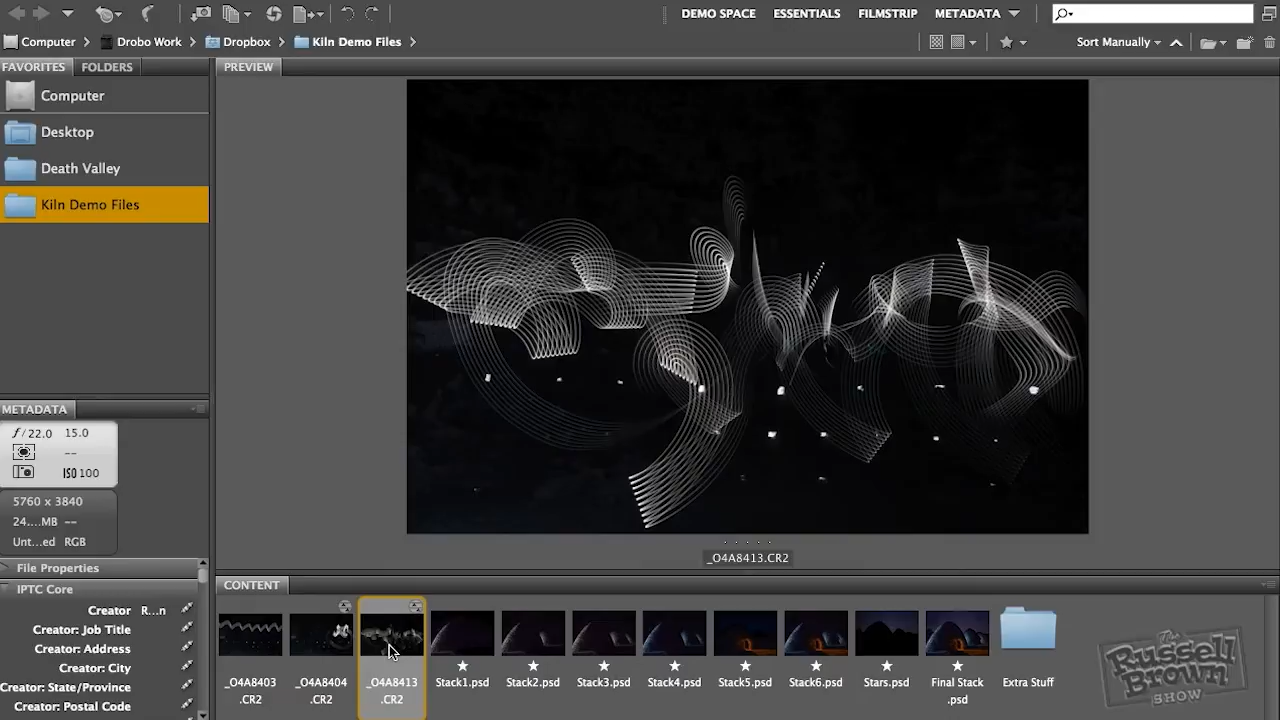 DEMO SPACE ESSENTIALS FILMSTRIP METADATA
Computer Drobo Work Dropbox Kiln Demo Files Sort Manually
FAVORITES FOLDERS PREVIEW
Computer
Desktop
Death Valley
Kiln Demo Files
METADATA
f/22.0 15.0
--
ISO 100
5760 x 3840
24....MB --
Unt...ed RGB
File Properties
IPTC Core
Creator R...n
Creator: Job Title
Creator: Address
Creator: City
Creator: State/Province
Creator: Postal Code
_O4A8413.CR2
CONTENT
_O4A8403
.CR2
_O4A8404
.CR2
_O4A8413
.CR2
Stack1.psd
Stack2.psd
Stack3.psd
Stack4.psd
Stack5.psd
Stack6.psd
Stars.psd
Final Stack
.psd
Extra Stuff
The
Russell
Brown
SHOW